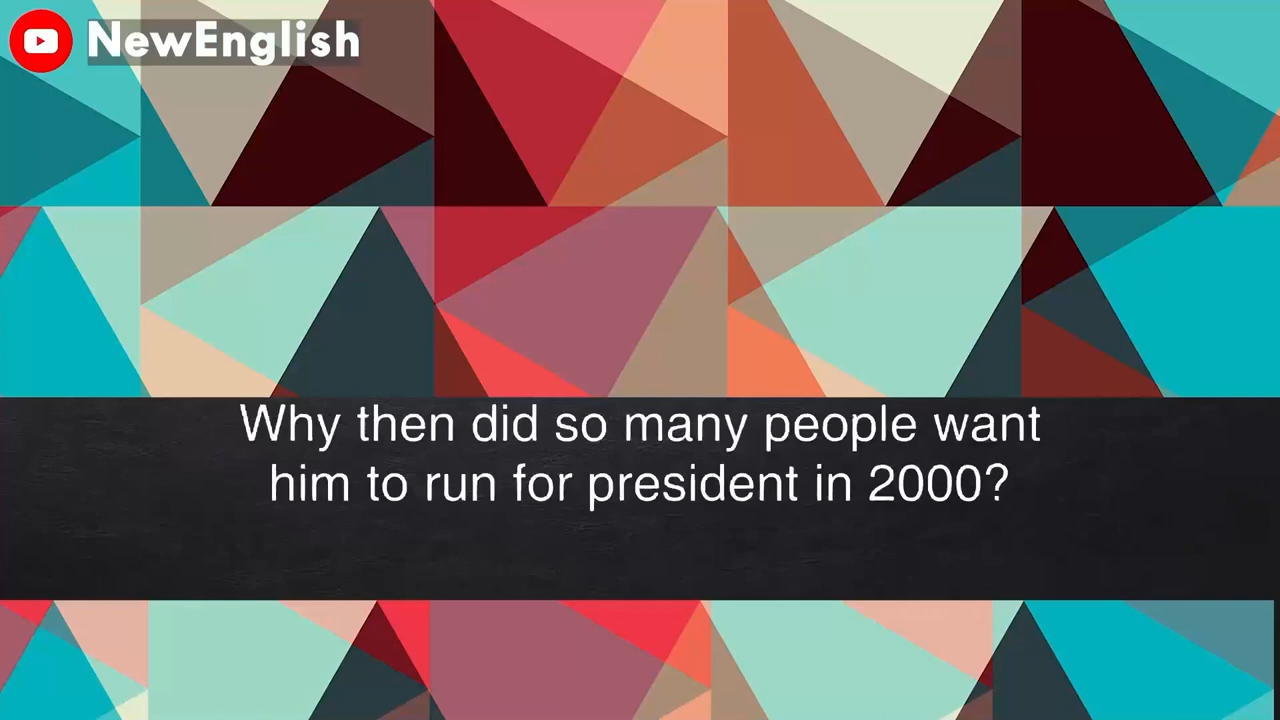 NewEnglish
Why then did so many people want
him to run for president in 2000?